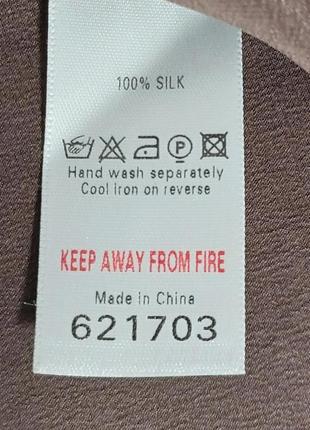 100% SILK
P
Hand wash separately
Cool iron on reverse
KEEP AWAY FROM FIRE
Made in China
621703